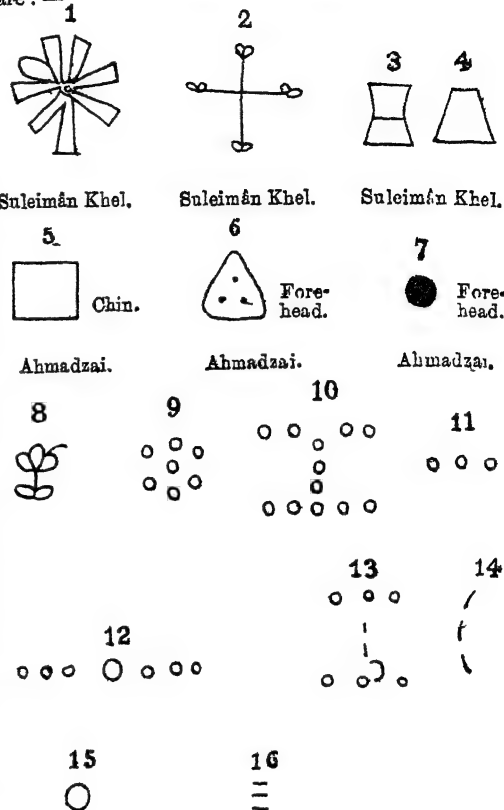 1 2
3 4
Suleimân Khel. Suleimân Khel. Suleimân Khel.
5 6 7
Chin. Fore-
head. Fore-
head.
Ahmadzai. Ahmadzai. Ahmadzai.
8 9 10 11
12 13 14
15 16